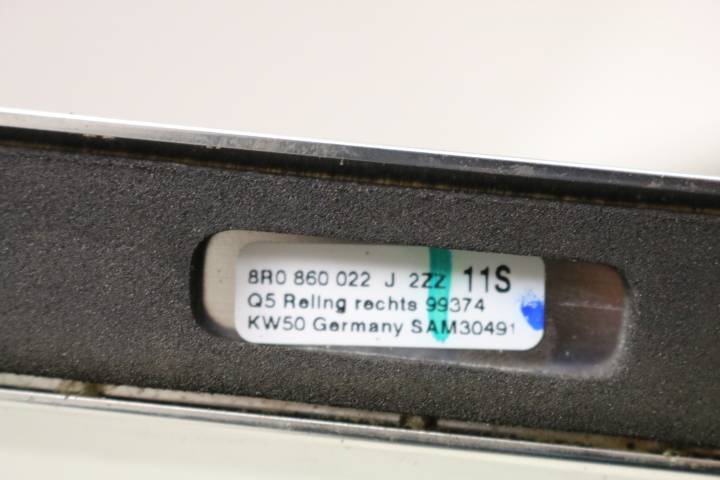 8R0 860 022 J 2ZZ 11S
Q5 Reling rechts 99374
KW50 Germany SAM30491